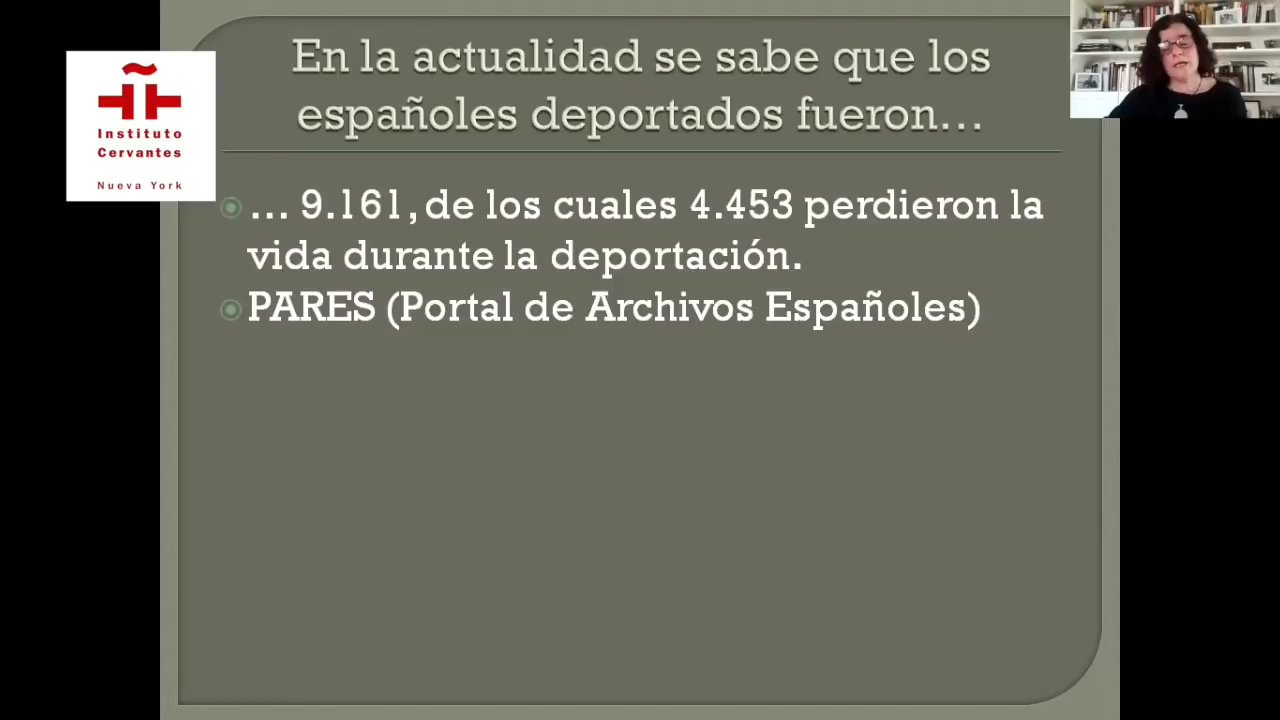 Instituto
Cervantes
Nueva York
En la actualidad se sabe que los
españoles deportados fueron...
... 9.161, de los cuales 4.453 perdieron la
vida durante la deportación.
PARES (Portal de Archivos Españoles)